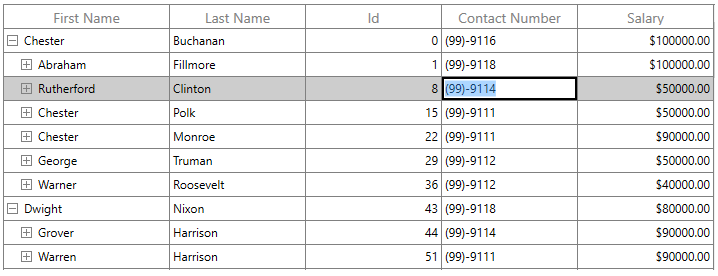 First Name Last Name Id Contact Number Salary
Chester Buchanan 0 (99)-9116 $100000.00
Abraham Fillmore 1 (99)-9118 $100000.00
Rutherford Clinton 8 (99)-9114 $50000.00
Chester Polk 15 (99)-9111 $50000.00
Chester Monroe 22 (99)-9111 $90000.00
George Truman 29 (99)-9112 $50000.00
Warner Roosevelt 36 (99)-9112 $40000.00
Dwight Nixon 43 (99)-9118 $80000.00
Grover Harrison 44 (99)-9114 $90000.00
Warren Harrison 51 (99)-9111 $90000.00